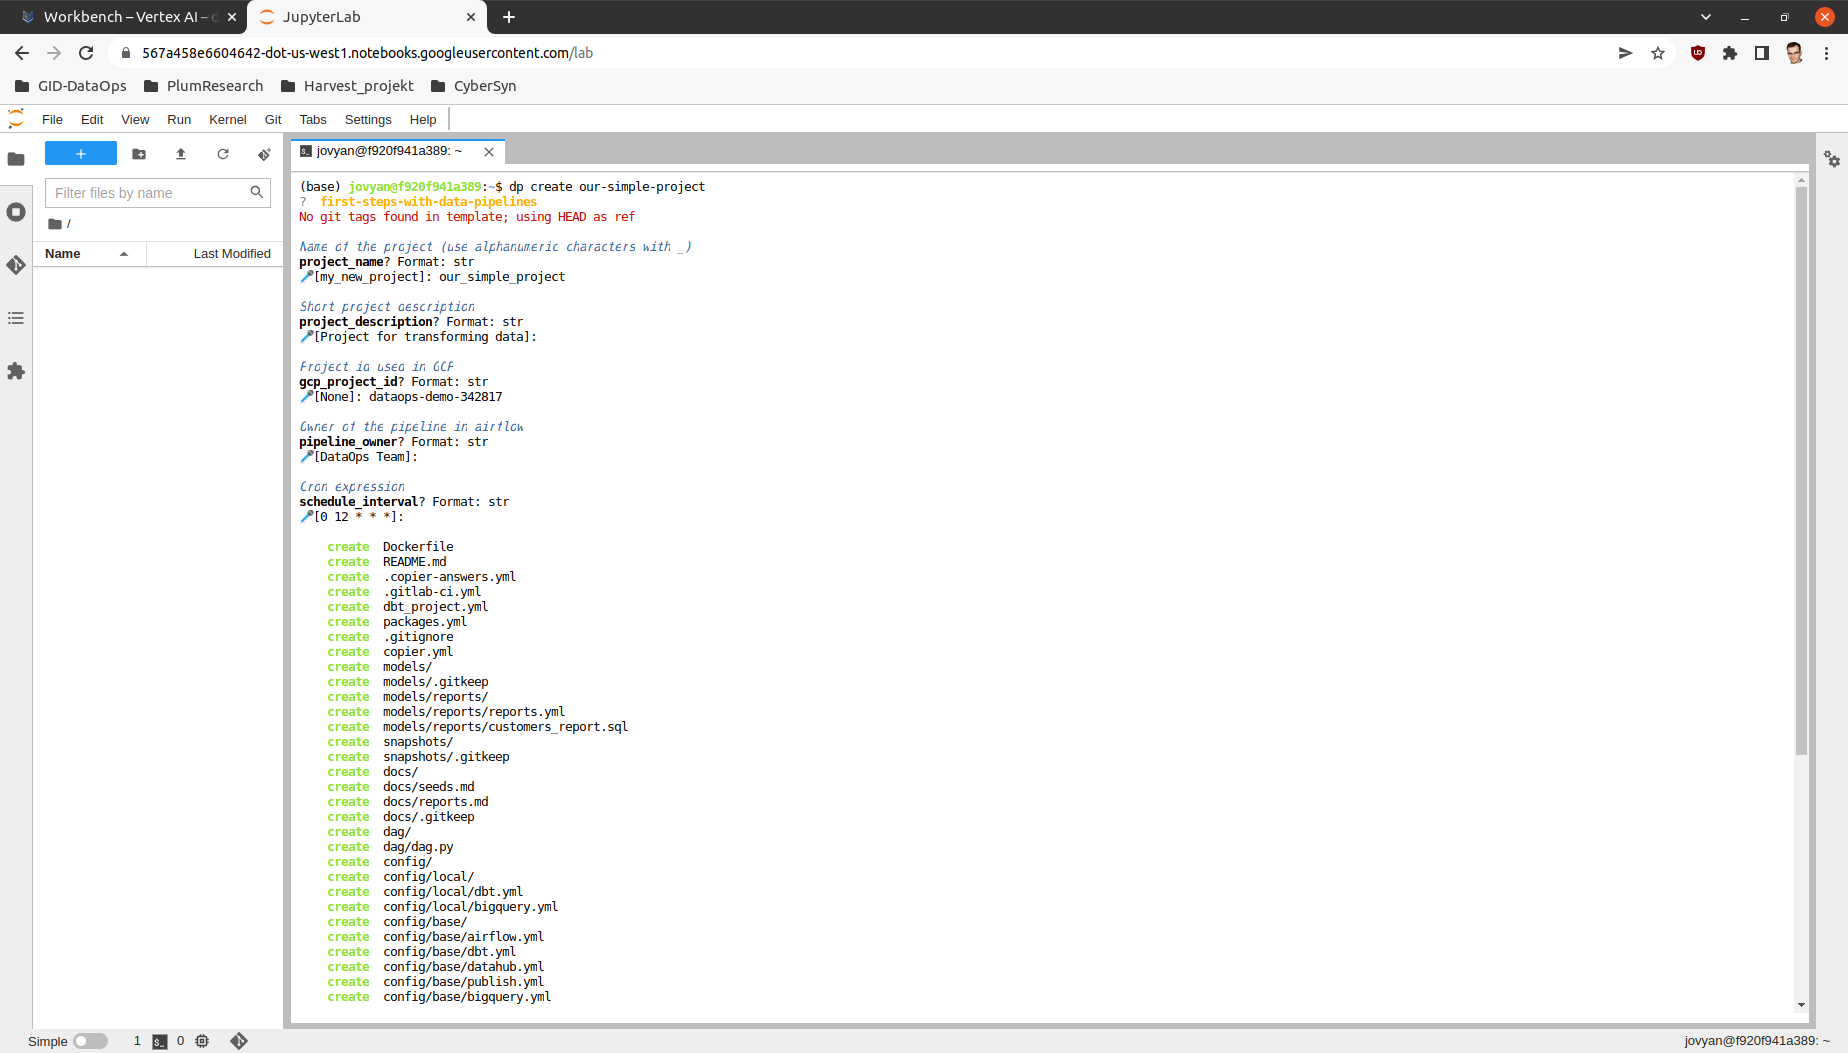 Workbench – Vertex AI – d
JupyterLab
567a458e6604642-dot-us-west1.notebooks.googleusercontent.com/lab
GID-DataOps PlumResearch Harvest_projekt CyberSyn
File Edit View Run Kernel Git Tabs Settings Help
+
jovyan@f920f941a389: ~
Filter files by name
/
Name Last Modified
(base) jovyan@f920f941a389:~$ dp create our-simple-project
? first-steps-with-data-pipelines
No git tags found in template; using HEAD as ref
Name of the project (use alphanumeric characters with _)
project_name? Format: str
🎤[my_new_project]: our_simple_project
Short project description
project_description? Format: str
🎤[Project for transforming data]:
Project id used in GCP
gcp_project_id? Format: str
🎤[None]: dataops-demo-342817
Owner of the pipeline in airflow
pipeline_owner? Format: str
🎤[DataOps Team]:
Cron expression
schedule_interval? Format: str
🎤[0 12 * * *]:
create Dockerfile
create README.md
create .copier-answers.yml
create .gitlab-ci.yml
create dbt_project.yml
create packages.yml
create .gitignore
create copier.yml
create models/
create models/.gitkeep
create models/reports/
create models/reports/reports.yml
create models/reports/customers_report.sql
create snapshots/
create snapshots/.gitkeep
create docs/
create docs/seeds.md
create docs/reports.md
create docs/.gitkeep
create dag/
create dag/dag.py
create config/
create config/local/
create config/local/dbt.yml
create config/local/bigquery.yml
create config/base/
create config/base/airflow.yml
create config/base/dbt.yml
create config/base/datahub.yml
create config/base/publish.yml
create config/base/bigquery.yml
Simple 1 0
jovyan@f920f941a389: ~